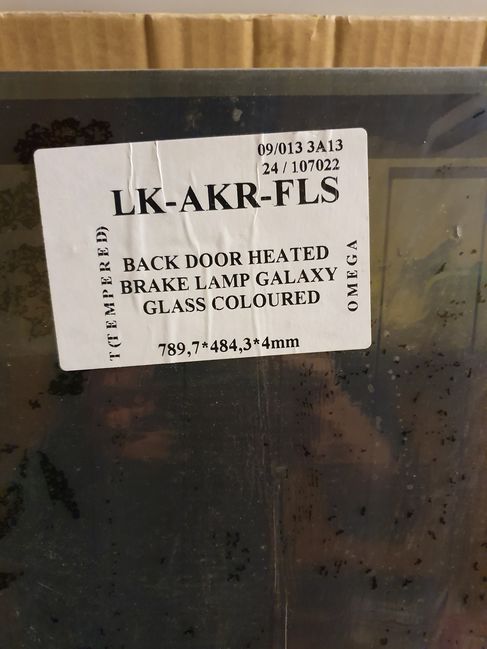 09/013 3A13
24 / 107022
LK-AKR-FLS
T(TEMPERED)
BACK DOOR HEATED
BRAKE LAMP GALAXY
GLASS COLOURED
OMEGA
789,7*484,3*4mm